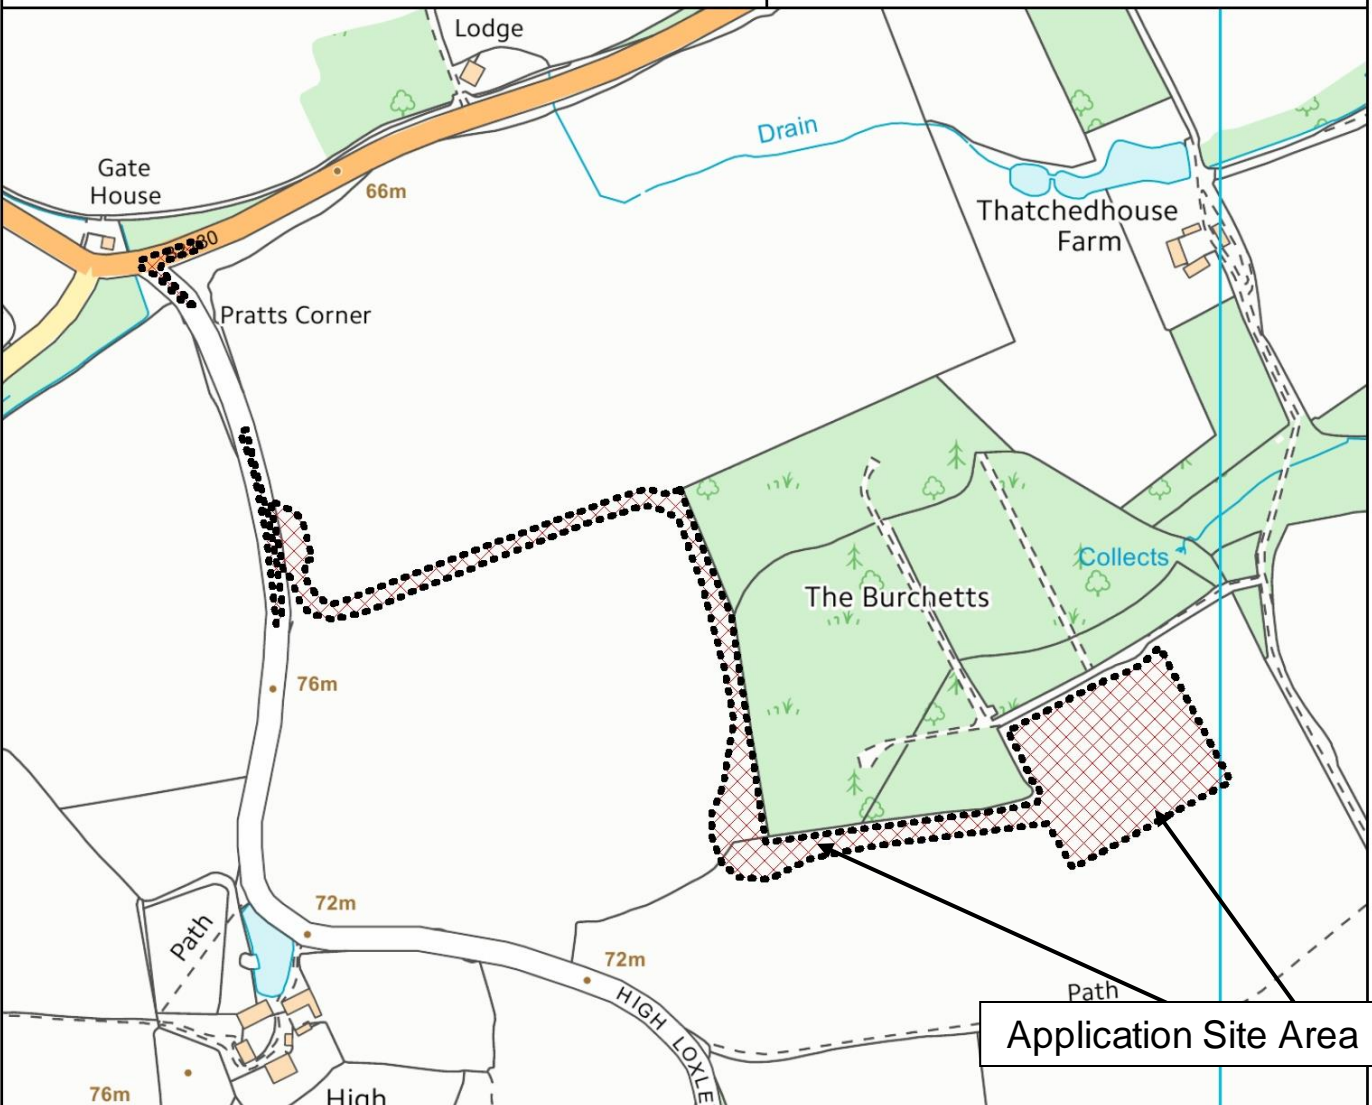 Lodge
Drain
Gate
House
66m
Thatchedhouse
Farm
Pratts Corner
Collects
The Burchetts
76m
72m
Path
72m
Path
HIGH LOXLE
Application Site Area
76m
High